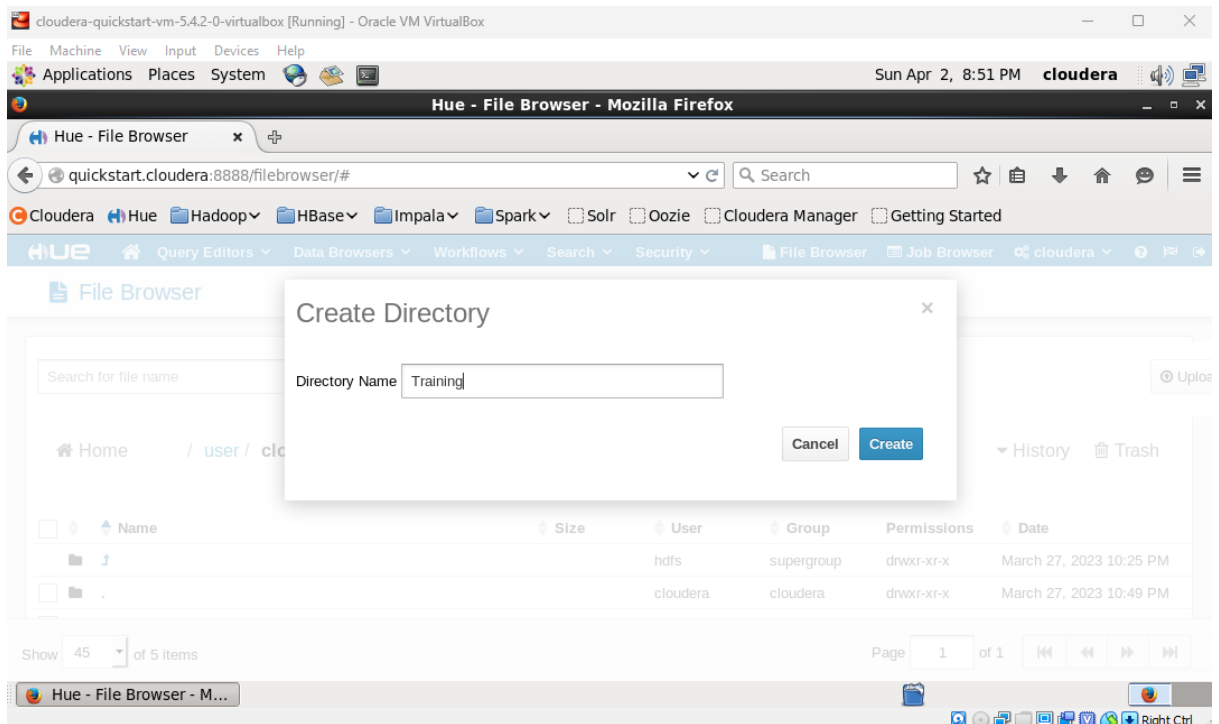 cloudera-quickstart-vm-5.4.2-0-virtualbox [Running] - Oracle VM VirtualBox
File Machine View Input Devices Help
Applications Places System Sun Apr 2, 8:51 PM cloudera
Hue - File Browser - Mozilla Firefox
Hue - File Browser
quickstart.cloudera:8888/filebrowser/# Search
Cloudera Hue Hadoop HBase Impala Spark Solr Oozie Cloudera Manager Getting Started
HUE Query Editors Data Browsers Workflows Search Security File Browser Job Browser cloudera
File Browser
Create Directory ×
Search for file name Directory Name Training
Cancel Create
Home / user / History Trash
Name Size User Group Permissions Date
hdfs supergroup drwxr-xr-x March 27, 2023 10:25 PM
. cloudera cloudera drwxr-xr-x March 27, 2023 10:49 PM
Show 45 of 5 items Page 1 of 1
Hue - File Browser - M...
Right Ctrl